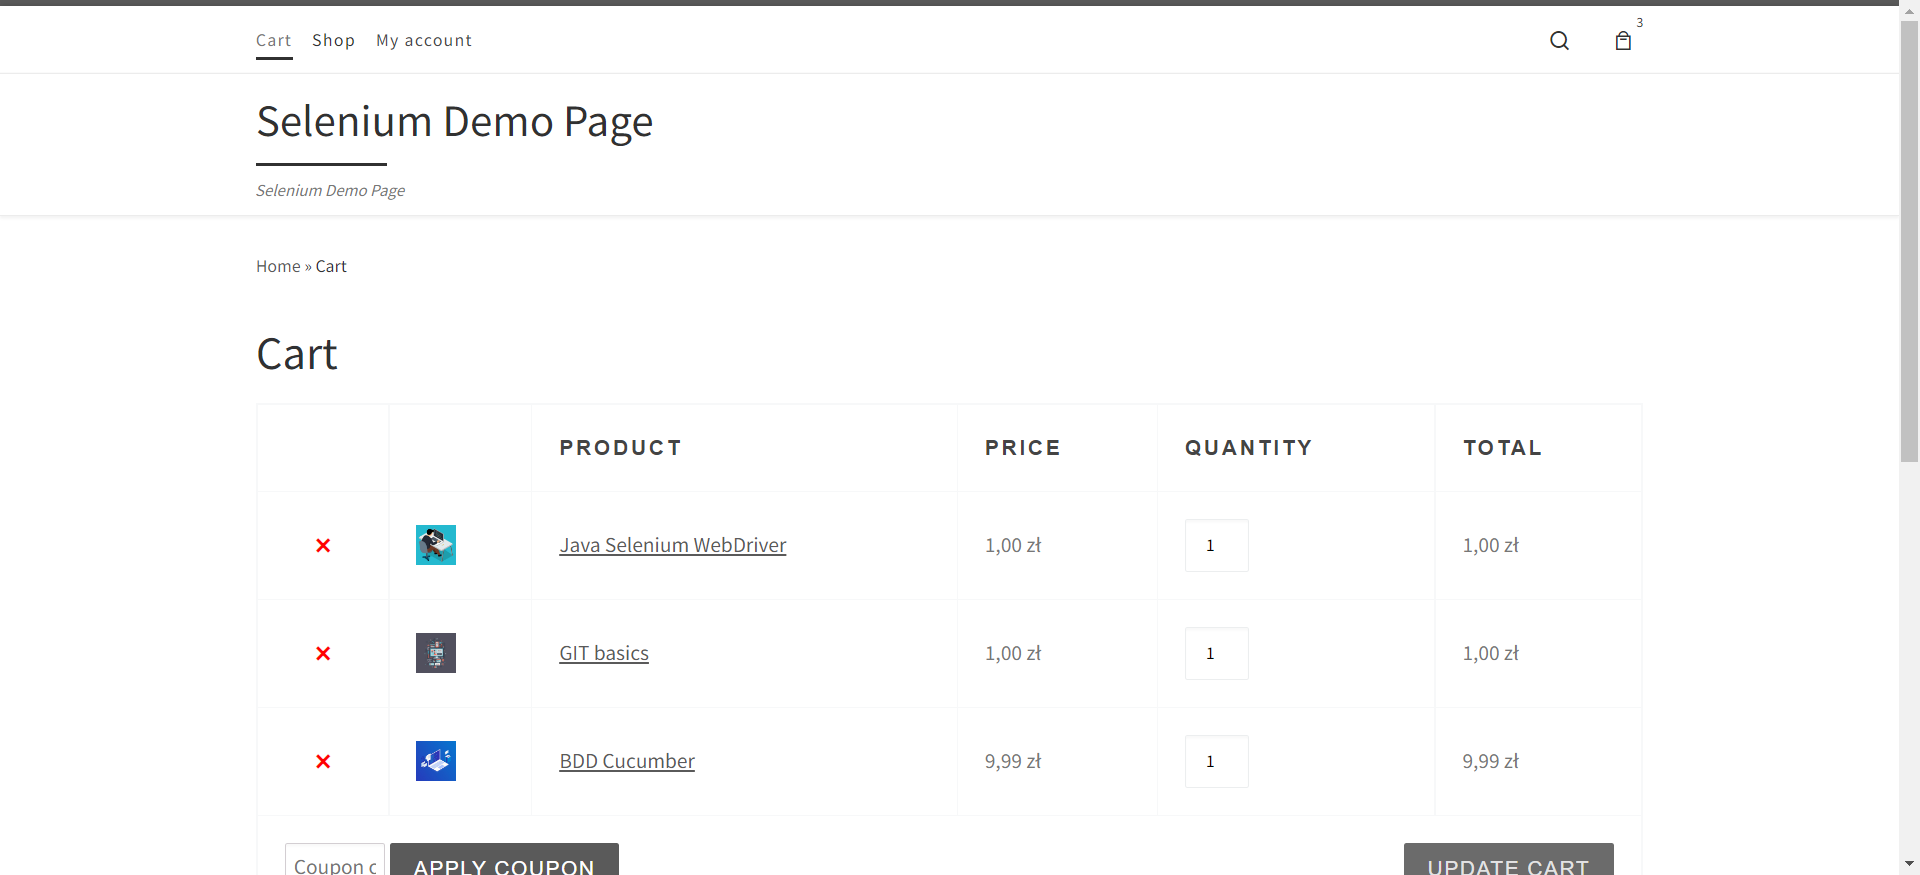 Cart Shop My account 3
Selenium Demo Page
Selenium Demo Page
Home » Cart
Cart
PRODUCT PRICE QUANTITY TOTAL
× Java Selenium WebDriver 1,00 zł 1 1,00 zł
× GIT basics 1,00 zł 1 1,00 zł
× BDD Cucumber 9,99 zł 1 9,99 zł
Coupon c APPLY COUPON UPDATE CART